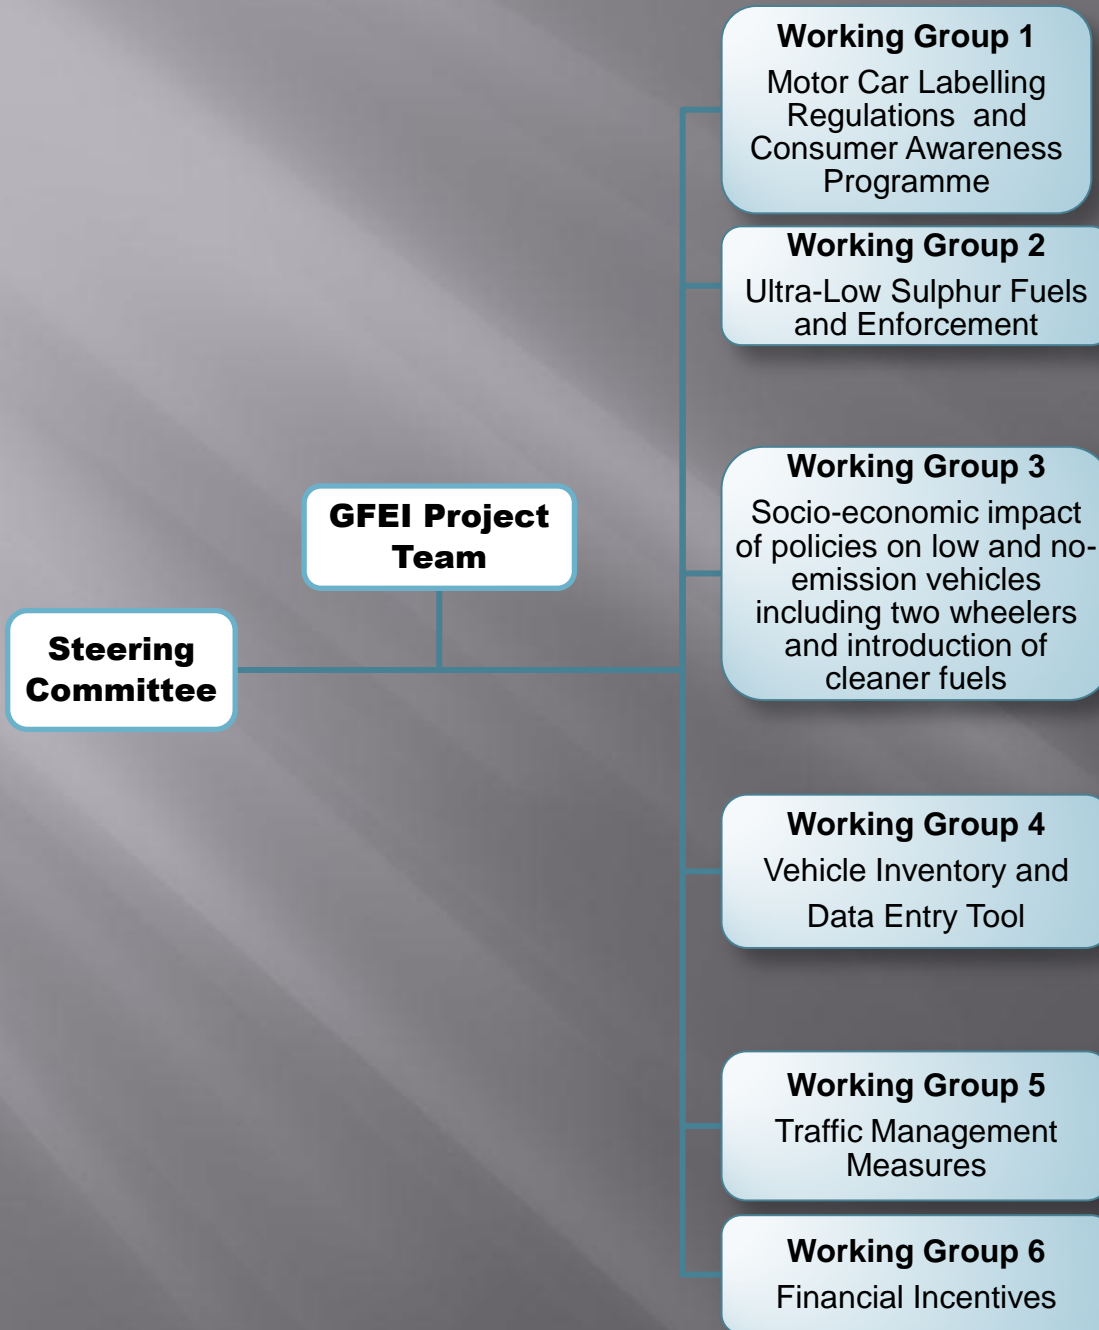 Working Group 1
Motor Car Labelling
Regulations and
Consumer Awareness
Programme
Working Group 2
Ultra-Low Sulphur Fuels
and Enforcement
Working Group 3
Socio-economic impact
of policies on low and no-
emission vehicles
including two wheelers
and introduction of
cleaner fuels
GFEI Project
Team
Steering
Committee
Working Group 4
Vehicle Inventory and
Data Entry Tool
Working Group 5
Traffic Management
Measures
Working Group 6
Financial Incentives